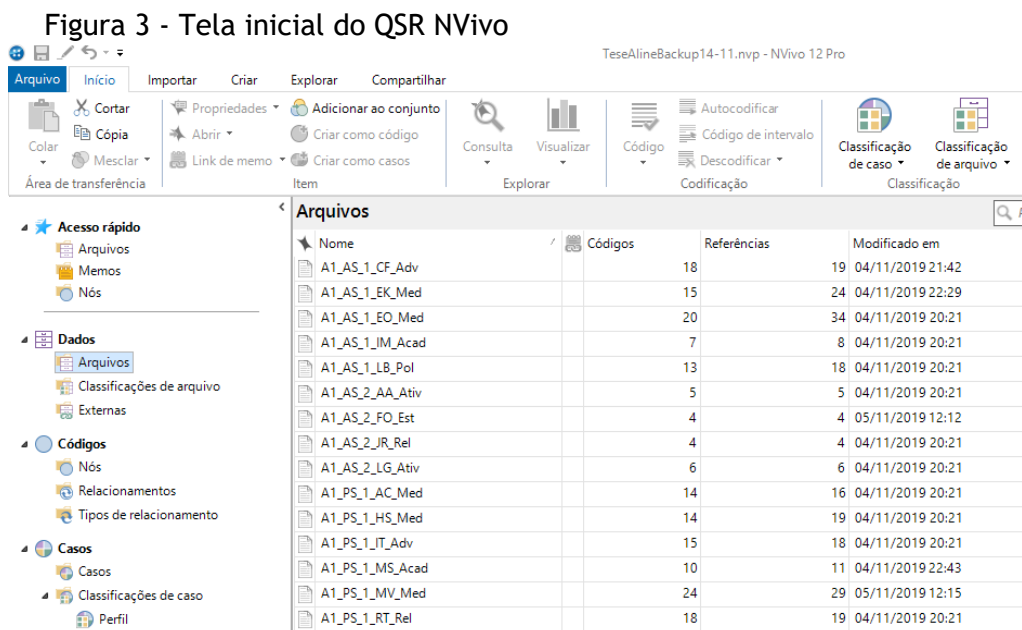 Figura 3 - Tela inicial do QSR NVivo
TeseAlineBackup14-11.nvp - NVivo 12 Pro
Arquivo Início Importar Criar Explorar Compartilhar
Colar
Cortar
Cópia
Mesclar
Área de transferência
Propriedades
Abrir
Link de memo
Adicionar ao conjunto
Criar como código
Criar como casos
Item
Consulta
Visualizar
Explorar
Código
Autocodificar
Código de intervalo
Descodificar
Codificação
Classificação de caso
Classificação de arquivo
Classificação
Acesso rápido
Arquivos
Memos
Nós
Dados
Arquivos
Classificações de arquivo
Externas
Códigos
Nós
Relacionamentos
Tipos de relacionamento
Casos
Casos
Classificações de caso
Perfil
Arquivos
Nome Códigos Referências Modificado em
A1_AS_1_CF_Adv 18 19 04/11/2019 21:42
A1_AS_1_EK_Med 15 24 04/11/2019 22:29
A1_AS_1_EO_Med 20 34 04/11/2019 20:21
A1_AS_1_IM_Acad 7 8 04/11/2019 20:21
A1_AS_1_LB_Pol 13 18 04/11/2019 20:21
A1_AS_2_AA_Ativ 5 5 04/11/2019 20:21
A1_AS_2_FO_Est 4 4 05/11/2019 12:12
A1_AS_2_JR_Rel 4 4 04/11/2019 20:21
A1_AS_2_LG_Ativ 6 6 04/11/2019 20:21
A1_PS_1_AC_Med 14 16 04/11/2019 20:21
A1_PS_1_HS_Med 14 19 04/11/2019 20:21
A1_PS_1_IT_Adv 15 18 04/11/2019 20:21
A1_PS_1_MS_Acad 10 11 04/11/2019 22:43
A1_PS_1_MV_Med 24 29 05/11/2019 12:15
A1_PS_1_RT_Rel 18 19 04/11/2019 20:21